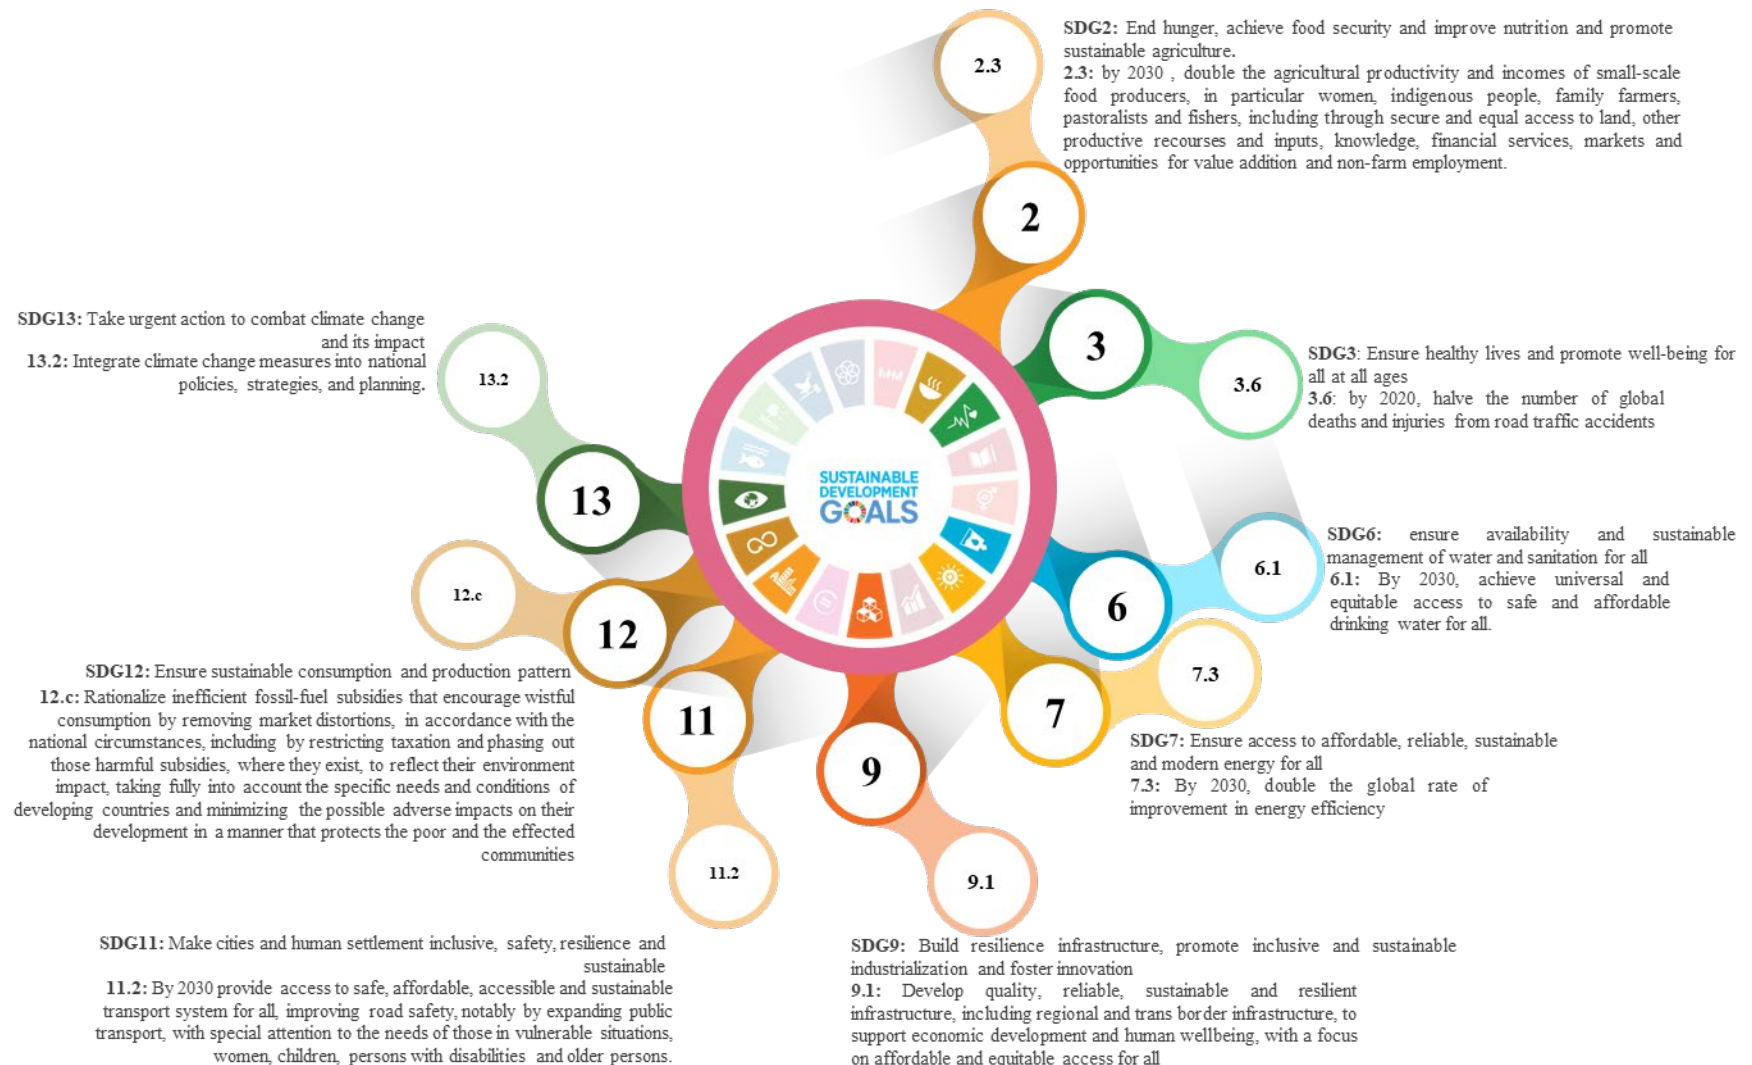 2.3
SDG2: End hunger, achieve food security and improve nutrition and promote
sustainable agriculture.
2.3: by 2030 , double the agricultural productivity and incomes of small-scale
food producers, in particular women, indigenous people, family farmers,
pastoralists and fishers, including through secure and equal access to land, other
productive recourses and inputs, knowledge, financial services, markets and
opportunities for value addition and non-farm employment.
2
3
3.6
SDG3: Ensure healthy lives and promote well-being for
all at all ages
3.6: by 2020, halve the number of global
deaths and injuries from road traffic accidents
SUSTAINABLE
DEVELOPMENT
GOALS
6
6.1
SDG6: ensure availability and sustainable
management of water and sanitation for all
6.1: By 2030, achieve universal and
equitable access to safe and affordable
drinking water for all.
7
7.3
SDG7: Ensure access to affordable, reliable, sustainable
and modern energy for all
7.3: By 2030, double the global rate of
improvement in energy efficiency
9
9.1
SDG9: Build resilience infrastructure, promote inclusive and sustainable
industrialization and foster innovation
9.1: Develop quality, reliable, sustainable and resilient
infrastructure, including regional and trans border infrastructure, to
support economic development and human wellbeing, with a focus
on affordable and equitable access for all
11
11.2
SDG11: Make cities and human settlement inclusive, safety, resilience and
sustainable
11.2: By 2030 provide access to safe, affordable, accessible and sustainable
transport system for all, improving road safety, notably by expanding public
transport, with special attention to the needs of those in vulnerable situations,
women, children, persons with disabilities and older persons.
12
12.c
SDG12: Ensure sustainable consumption and production pattern
12.c: Rationalize inefficient fossil-fuel subsidies that encourage wistful
consumption by removing market distortions, in accordance with the
national circumstances, including by restricting taxation and phasing out
those harmful subsidies, where they exist, to reflect their environment
impact, taking fully into account the specific needs and conditions of
developing countries and minimizing the possible adverse impacts on their
development in a manner that protects the poor and the effected
communities
13
13.2
SDG13: Take urgent action to combat climate change
and its impact
13.2: Integrate climate change measures into national
policies, strategies, and planning.